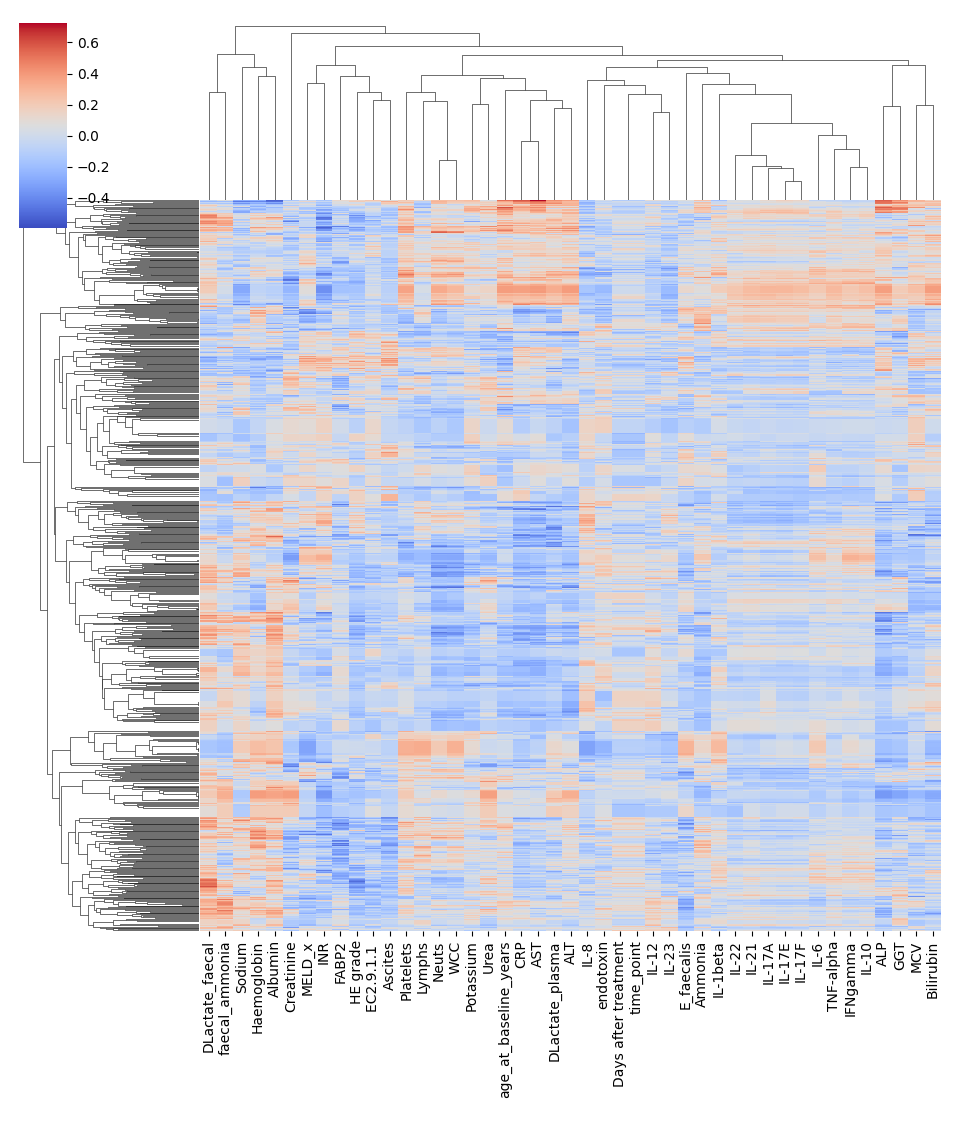 0.6
0.4
0.2
0.0
−0.2
−0.4
DLactate_faecal
faecal_ammonia
Sodium
Haemoglobin
Albumin
Creatinine
MELD_x
INR
FABP2
HE grade
EC2.9.1.1
Ascites
Platelets
Lymphs
Neuts
WCC
Potassium
Urea
age_at_baseline_years
CRP
AST
DLactate_plasma
ALT
IL-8
endotoxin
Days after treatment
time_point
IL-12
IL-23
E_faecalis
Ammonia
IL-1beta
IL-22
IL-21
IL-17A
IL-17E
IL-17F
IL-6
TNF-alpha
IFNgamma
IL-10
ALP
GGT
MCV
Bilirubin